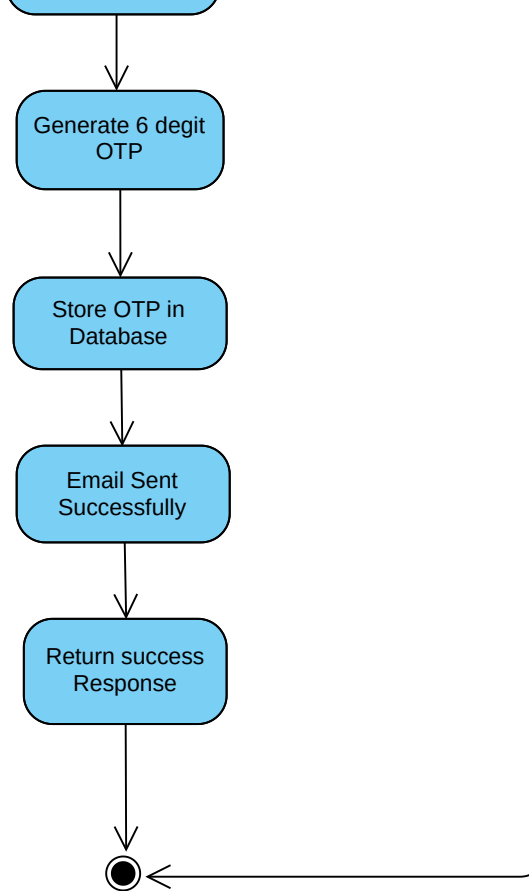 Generate 6 degit
OTP
Store OTP in
Database
Email Sent
Successfully
Return success
Response